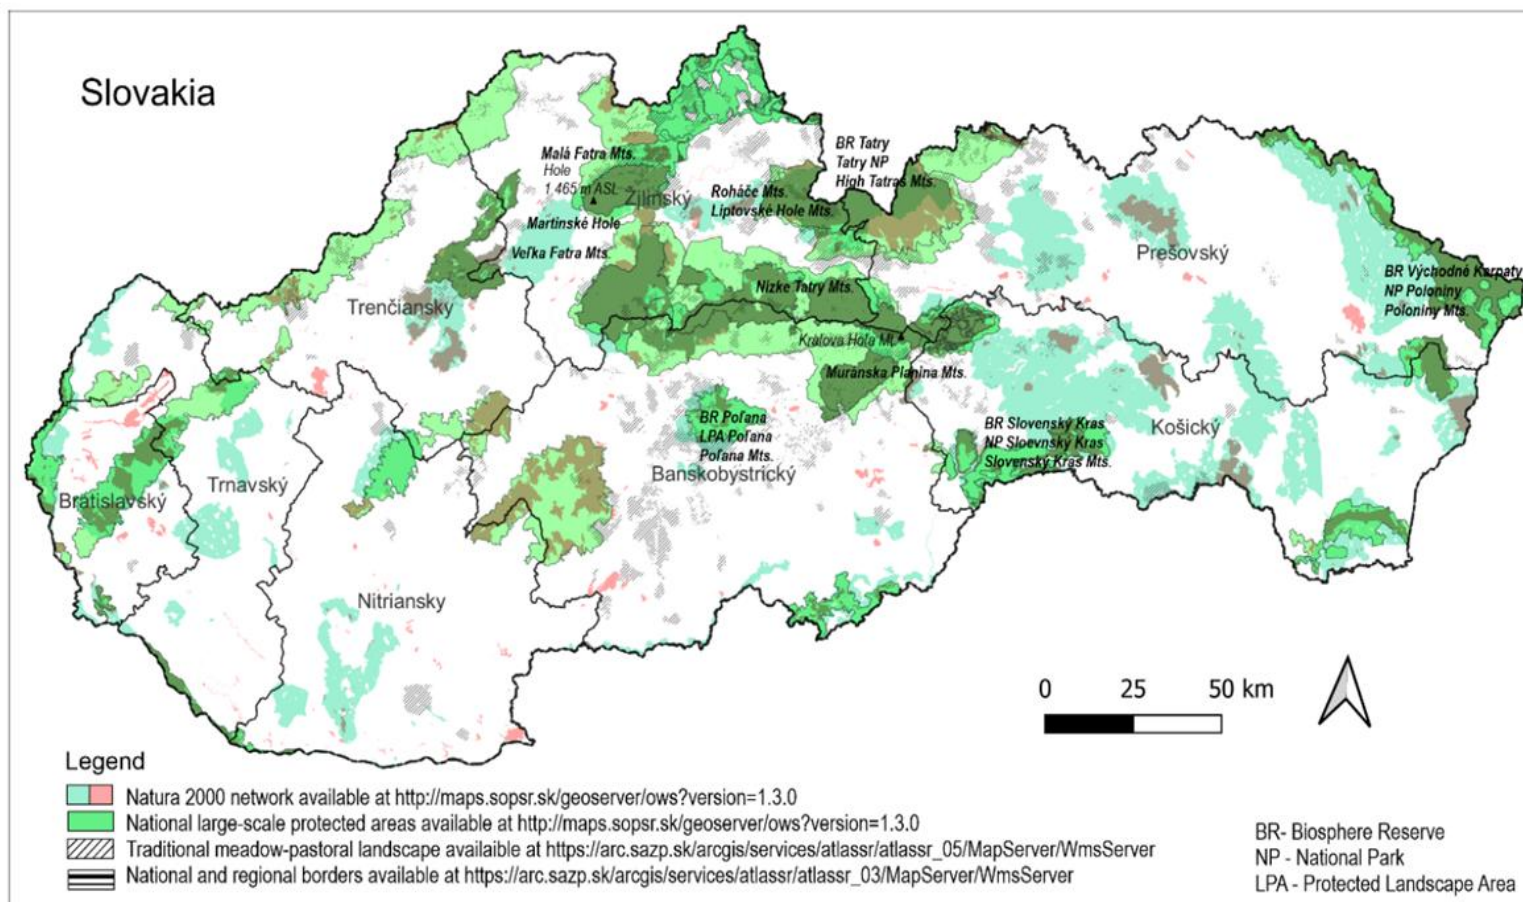 Slovakia
Malá Fatra Mts.
Hole
1 465 m ASL
Žilinský
Martinské Hole
Veľka Fatra Mts.
Roháče Mts.
Liptovské Hole Mts.
BR Tatry
Tatry NP
High Tatras Mts.
Prešovský
BR Východné Karpaty
NP Poloniny
Poloniny Mts.
Trenčiansky
Nízke Tatry Mts.
Kráľova Hoľa Mt.
Muránska Planina Mts.
BR Poľana
LPA Poľana
Poľana Mts.
Banskobystrický
BR Slovenský Kras
NP Sloevnský Kras
Slovenský Kras Mts.
Košický
Bratislavský
Trnavský
Nitriansky
0 25 50 km
Legend
Natura 2000 network available at http://maps.sopsr.sk/geoserver/ows?version=1.3.0
National large-scale protected areas available at http://maps.sopsr.sk/geoserver/ows?version=1.3.0
Traditional meadow-pastoral landscape availaible at https://arc.sazp.sk/arcgis/services/atlassr/atlassr_05/MapServer/WmsServer
National and regional borders available at https://arc.sazp.sk/arcgis/services/atlassr/atlassr_03/MapServer/WmsServer
BR- Biosphere Reserve
NP - National Park
LPA - Protected Landscape Area